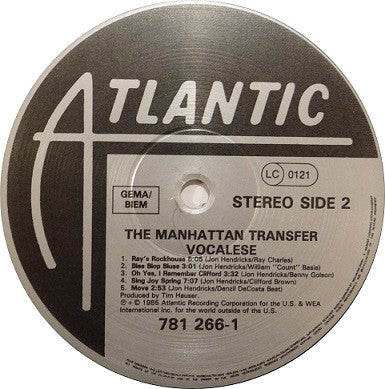 ATLANTIC
LC 0121
GEMA/
BIEM
STEREO SIDE 2
THE MANHATTAN TRANSFER
VOCALESE
1. Ray's Rockhouse 5:05 (Jon Hendricks/Ray Charles)
2. Blee Blop Blues 3:01 (Jon Hendricks/William "Count" Basie)
3. Oh Yes, I Remember Clifford 3:32 (Jon Hendricks/Benny Golson)
4. Sing Joy Spring 7:07 (Jon Hendricks/Clifford Brown)
5. Move 2:53 (Jon Hendricks/Denzil DeCosta Best)
Produced by Tim Hauser.
℗ + © 1985 Atlantic Recording Corporation for the U.S. & WEA
International Inc. for the world outside of the U.S.
781 266-1